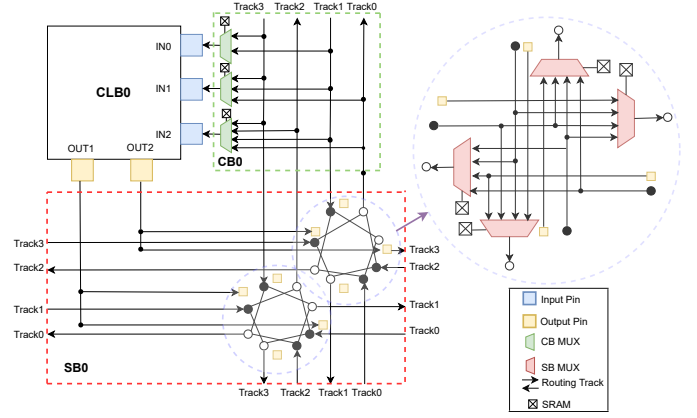 Track3 Track2 Track1 Track0
IN0
CLB0
IN1
IN2
OUT1
OUT2
CB0
Track3
Track3
Track2
Track2
Track1
Track1
Track0
Track0
SB0
Track3 Track2 Track1 Track0
Input Pin
Output Pin
CB MUX
SB MUX
Routing Track
SRAM